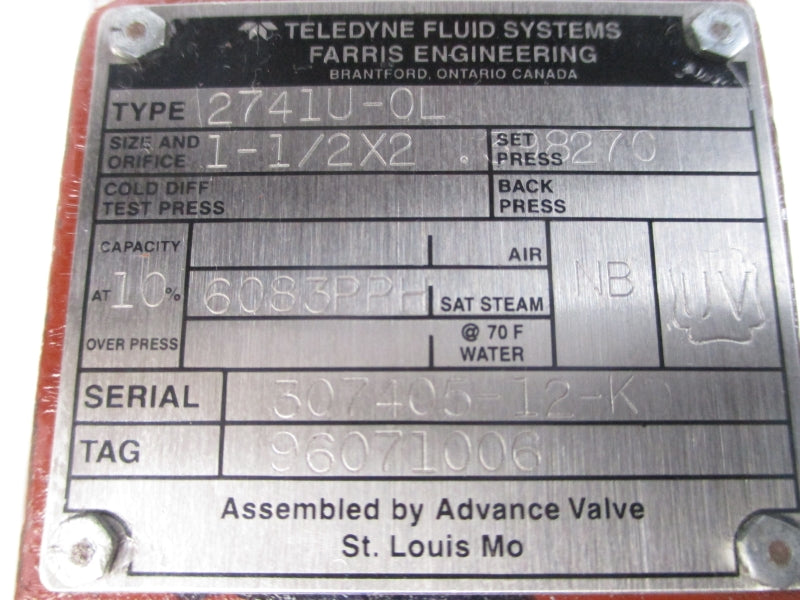 TELEDYNE FLUID SYSTEMS
FARRIS ENGINEERING
BRANTFORD, ONTARIO CANADA
TYPE 2741U-OL
SIZE AND ORIFICE 1-1/2X2 SET PRESS 270
COLD DIFF TEST PRESS BACK PRESS
CAPACITY AT 10% OVER PRESS
AIR
6083PPH SAT STEAM
@ 70 F WATER
NB UV
SERIAL 307405-12-K
TAG 96071006
Assembled by Advance Valve
St. Louis Mo